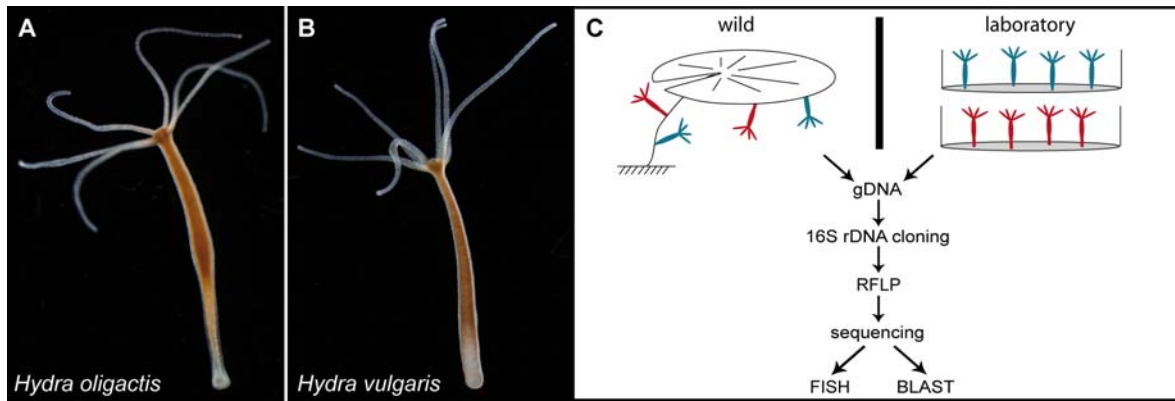 A
Hydra oligactis
B
Hydra vulgaris
C
wild
laboratory
gDNA
16S rDNA cloning
RFLP
sequencing
FISH
BLAST